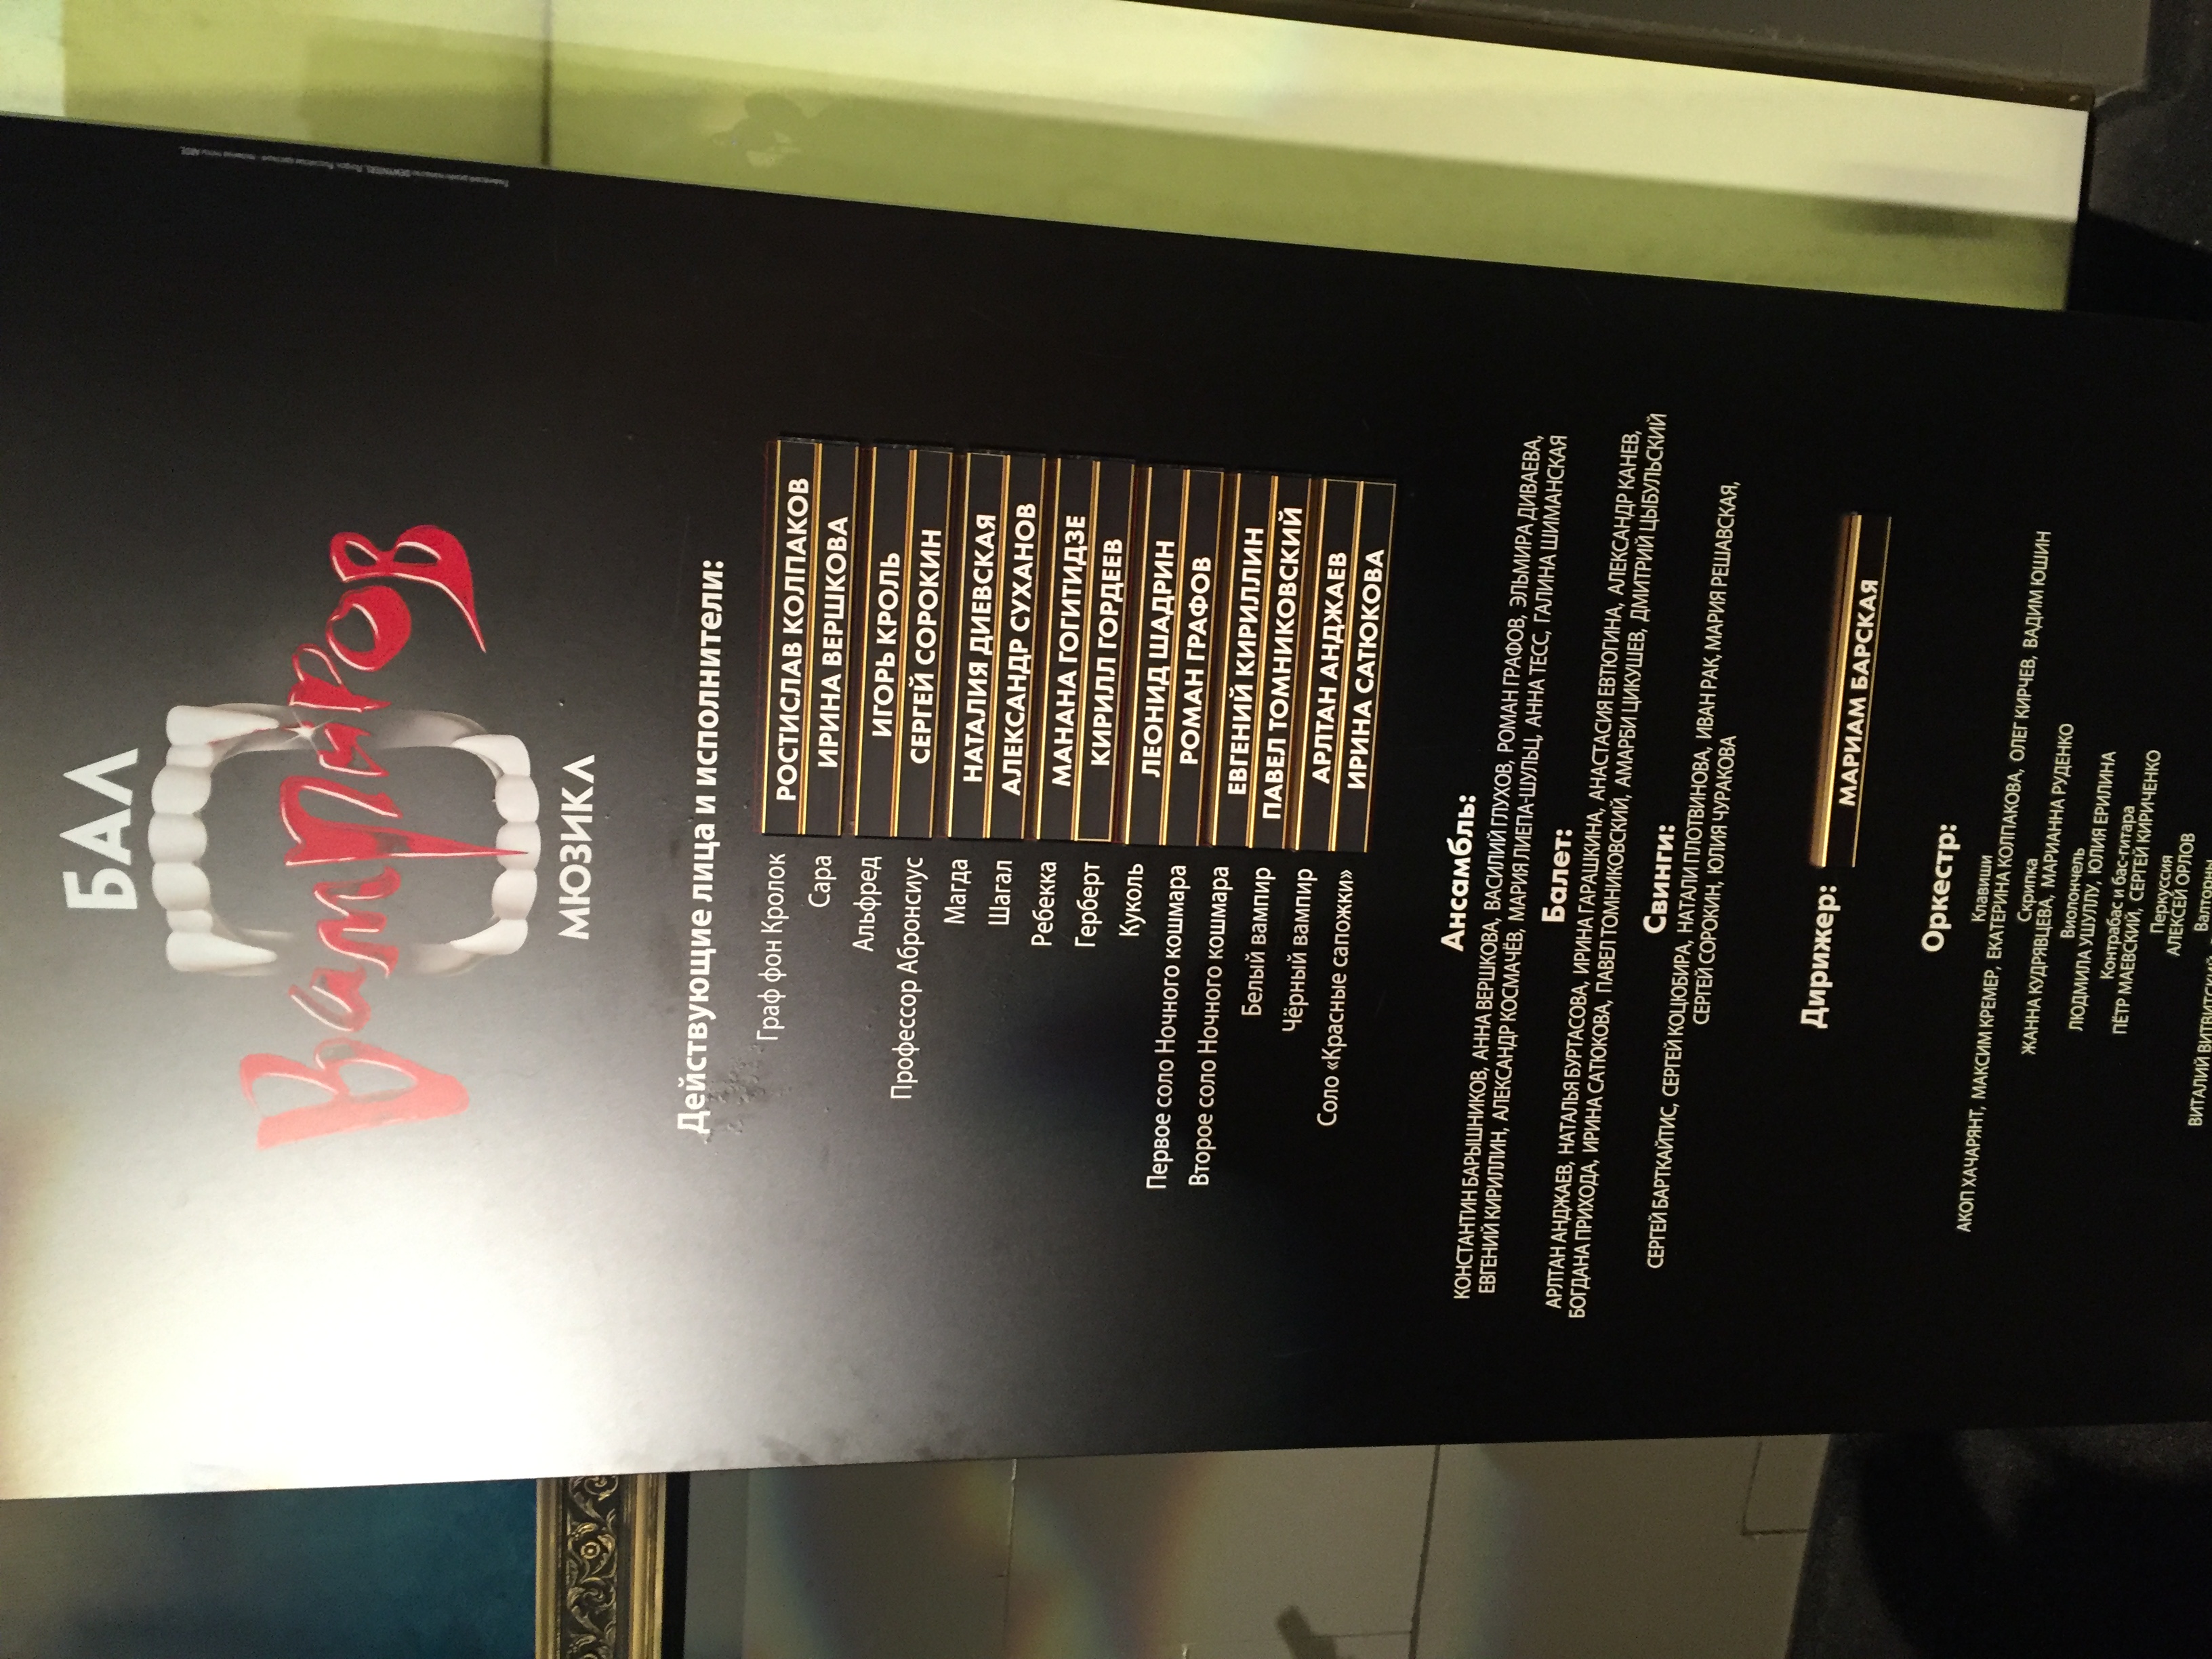 БАЛ
Вампиров
МЮЗИКЛ
Действующие лица и исполнители:
Граф фон Кролок РОСТИСЛАВ КОЛПАКОВ
Сара ИРИНА ВЕРШКОВА
Альфред ИГОРЬ КРОЛЬ
Профессор Абронсиус СЕРГЕЙ СОРОКИН
Магда НАТАЛИЯ ДИЕВСКАЯ
Шагал АЛЕКСАНДР СУХАНОВ
Ребекка МАНАНА ГОГИТИДЗЕ
Герберт КИРИЛЛ ГОРДЕЕВ
Куколь ЛЕОНИД ШАДРИН
Первое соло Ночного кошмара РОМАН ГРАФОВ
Второе соло Ночного кошмара ЕВГЕНИЙ КИРИЛЛИН
Белый вампир ПАВЕЛ ТОМНИКОВСКИЙ
Чёрный вампир АРЛТАН АНДЖАЕВ
Соло «Красные сапожки» ИРИНА САТЮКОВА
Ансамбль:
КОНСТАНТИН БАРЫШНИКОВ, АННА ВЕРШКОВА, ВАСИЛИЙ ГЛУХОВ, РОМАН ГРАФОВ, ЭЛЬМИРА ДИВАЕВА,
ЕВГЕНИЙ КИРИЛЛИН, АЛЕКСАНДР КОСМАЧЁВ, МАРИЯ ЛИЕПА-ШУЛЬЦ, АННА ТЕСС, ГАЛИНА ШИМАНСКАЯ
Балет:
АРЛТАН АНДЖАЕВ, НАТАЛЬЯ БУРТАСОВА, ИРИНА ГАРАШКИНА, АНАСТАСИЯ ЕВТЮГИНА, АЛЕКСАНДР КАНЕВ,
БОГДАНА ПРИХОДА, ИРИНА САТЮКОВА, ПАВЕЛ ТОМНИКОВСКИЙ, АМАРБИ ЦИКУШЕВ, ДМИТРИЙ ЦЫБУЛЬСКИЙ
Свинги:
СЕРГЕЙ БАРТКАЙТИС, СЕРГЕЙ КОЦЮБИРА, НАТАЛИ ПЛОТВИНОВА, ИВАН РАК, МАРИЯ РЕШАВСКАЯ,
СЕРГЕЙ СОРОКИН, ЮЛИЯ ЧУРАКОВА
Дирижер: МАРИАМ БАРСКАЯ
Оркестр:
Клавиши
АКОП ХАЧАРЯНТ, МАКСИМ КРЕМЕР, ЕКАТЕРИНА КОЛПАКОВА, ОЛЕГ КИРЧЕВ, ВАДИМ ЮШИН
Скрипка
ЖАННА КУДРЯВЦЕВА, МАРИАННА РУДЕНКО
Виолончель
ЛЮДМИЛА УШУЛЛУ, ЮЛИЯ ЕРИЛИНА
Контрабас и бас-гитара
ПЁТР МАЕВСКИЙ, СЕРГЕЙ КИРИЧЕНКО
Перкуссия
АЛЕКСЕЙ ОРЛОВ
ВИТАЛИЙ